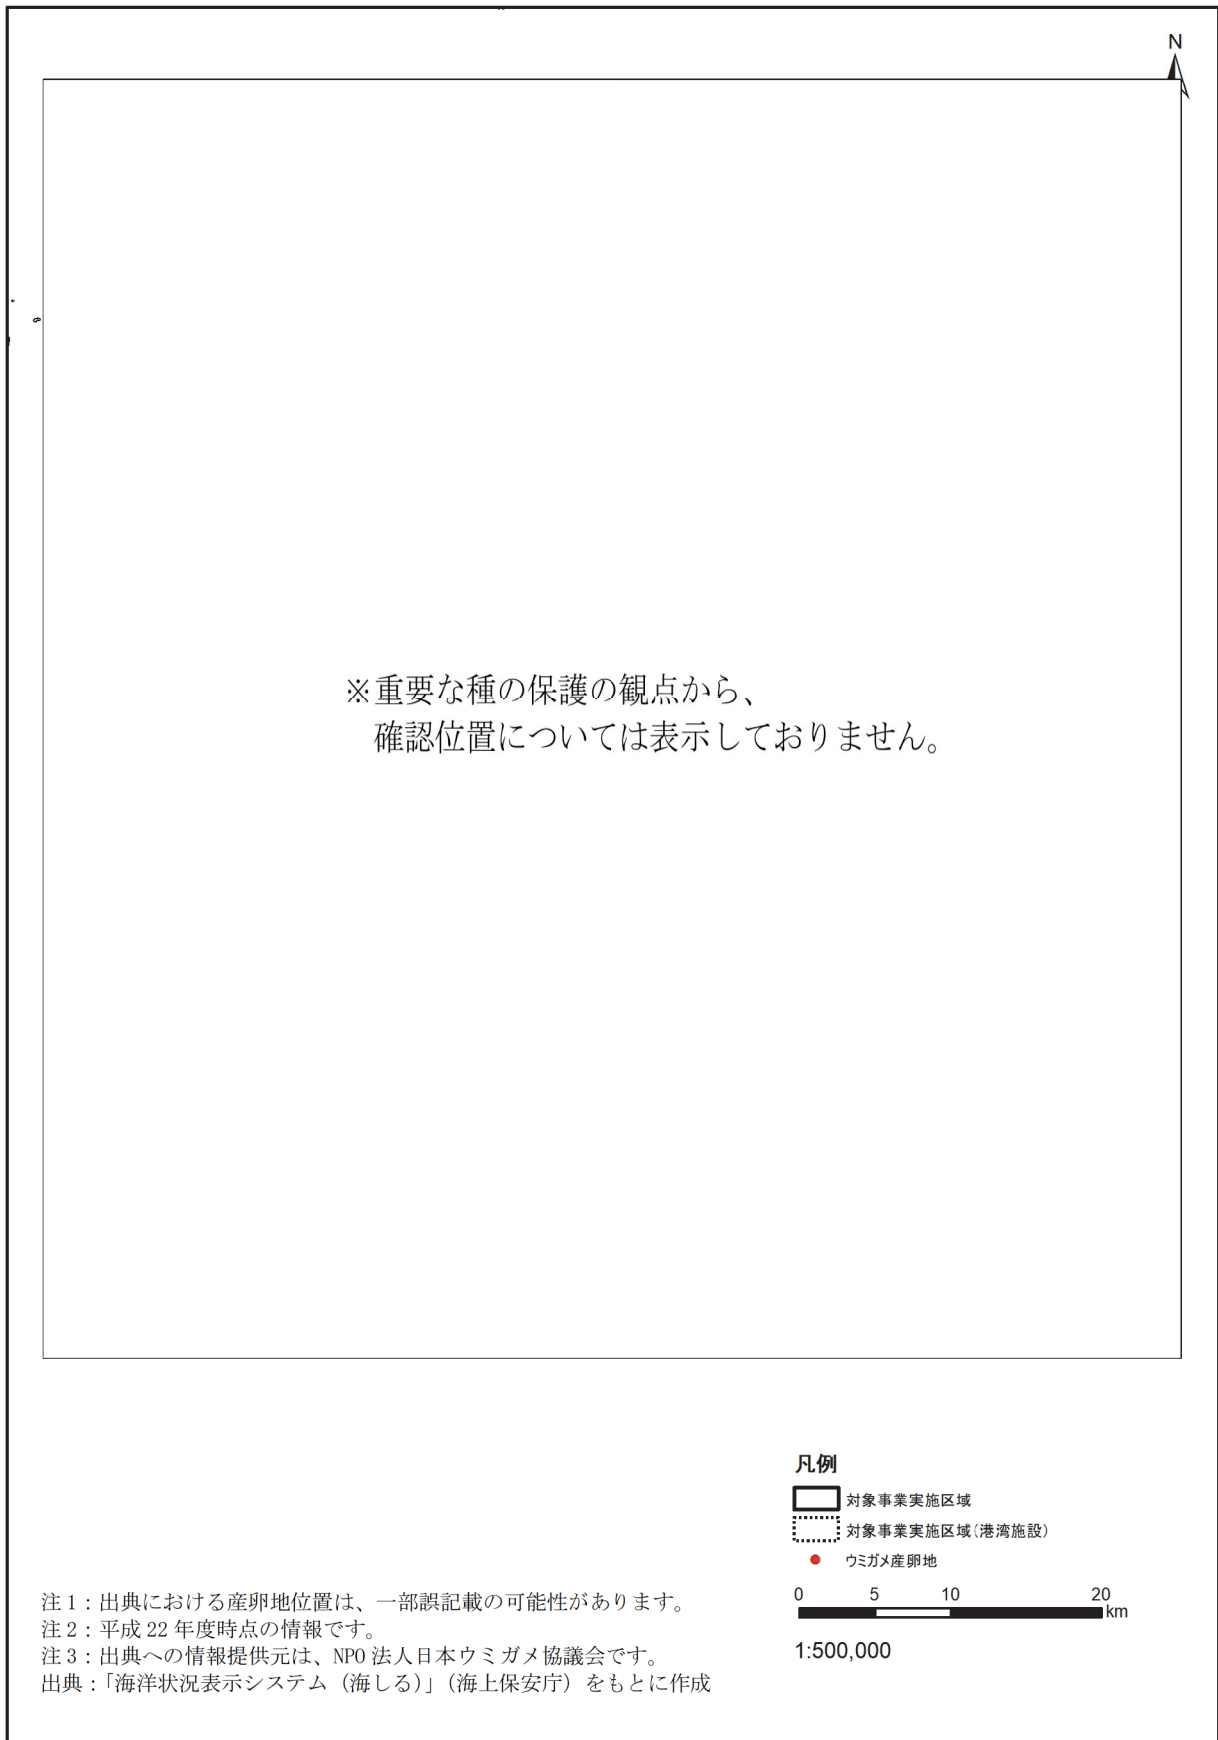 N
※重要な種の保護の観点から、
確認位置については表示しておりません。
凡例
対象事業実施区域
対象事業実施区域(港湾施設)
ウミガメ産卵地
0 5 10 20
km
1:500,000
注1：出典における産卵地位置は、一部誤記載の可能性があります。
注2：平成22年度時点の情報です。
注3：出典への情報提供元は、NPO法人日本ウミガメ協議会です。
出典：「海洋状況表示システム（海しる）」（海上保安庁）をもとに作成